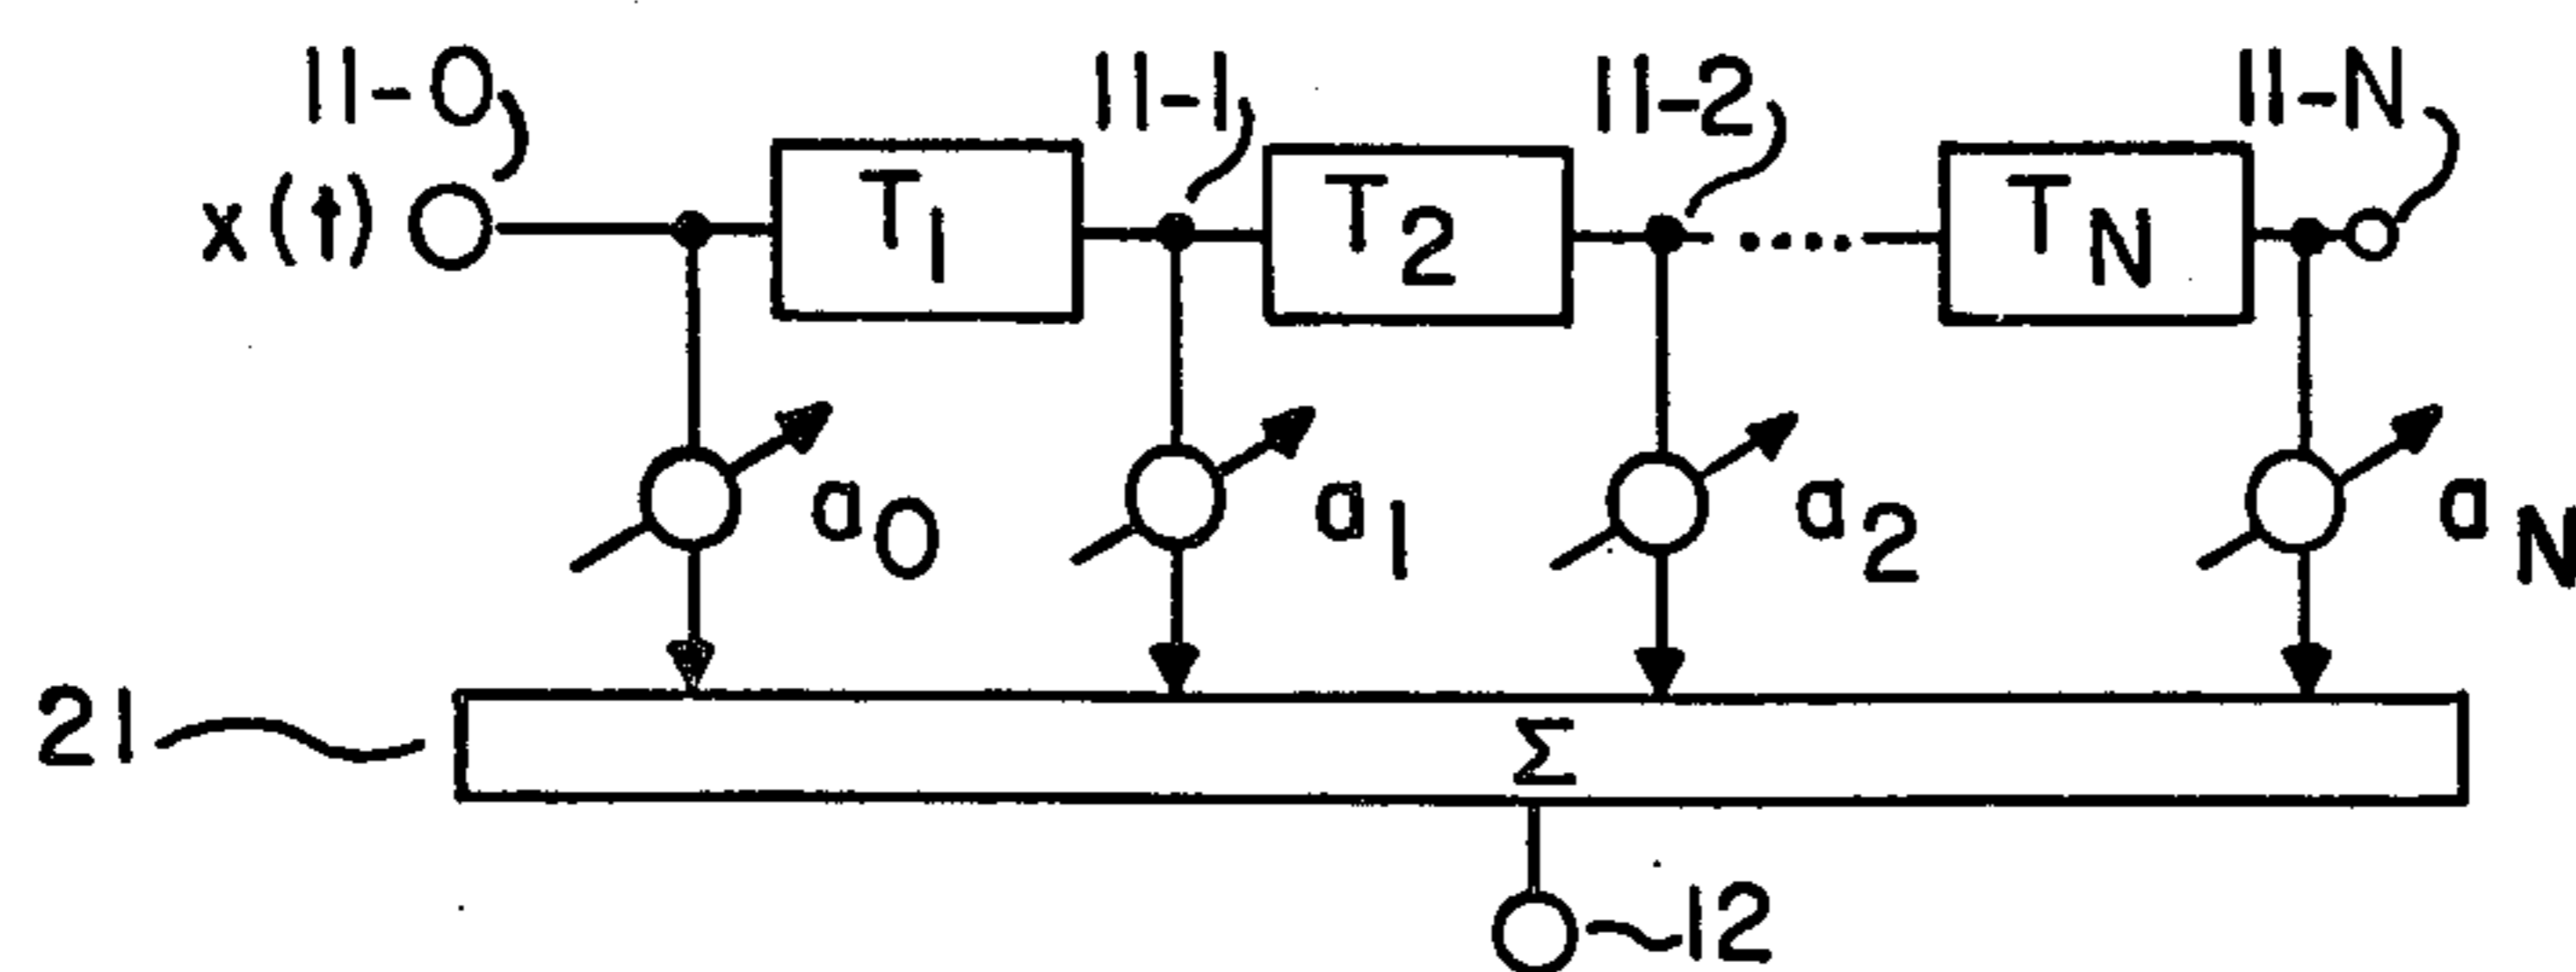 11-0 11-1 11-2 11-N
x(t) T1 T2 .... TN
a0 a1 a2 aN
21 Σ
12